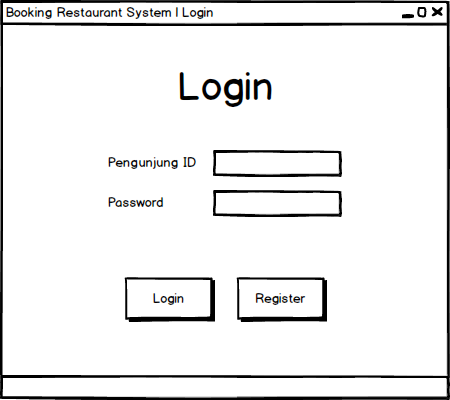 Booking Restaurant System | Login
Login
Pengunjung ID
Password
Login
Register